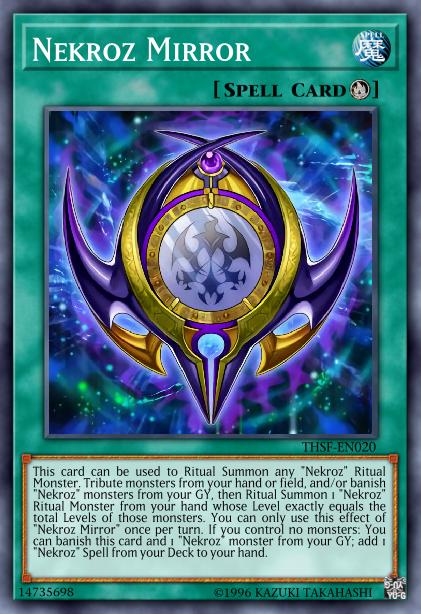 NEKROZ MIRROR
SPELL
魔
[SPELL CARD]
THSF-EN020
This card can be used to Ritual Summon any "Nekroz" Ritual
Monster. Tribute monsters from your hand or field, and/or banish
"Nekroz" monsters from your GY, then Ritual Summon 1 "Nekroz"
Ritual Monster from your hand whose Level exactly equals the
total Levels of those monsters. You can only use this effect of
"Nekroz Mirror" once per turn. If you control no monsters: You
can banish this card and 1 "Nekroz" monster from your GY; add 1
"Nekroz" Spell from your Deck to your hand.
14735698
©1996 KAZUKI TAKAHASHI